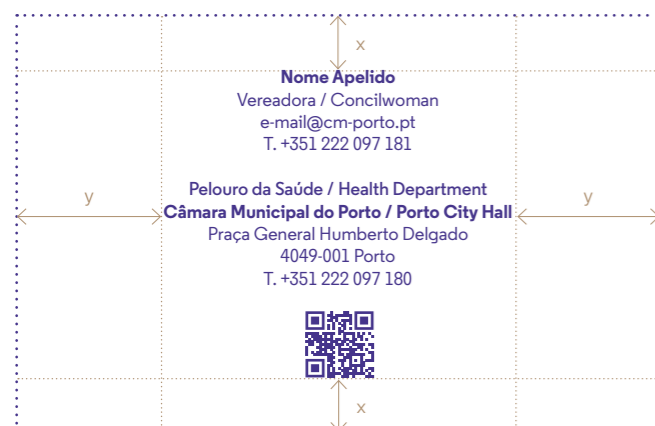 x
Nome Apelido
Vereadora / Concilwoman
e-mail@cm-porto.pt
T. +351 222 097 181
Pelouro da Saúde / Health Department
y
Câmara Municipal do Porto / Porto City Hall
y
Praça General Humberto Delgado
4049-001 Porto
T. +351 222 097 180
x